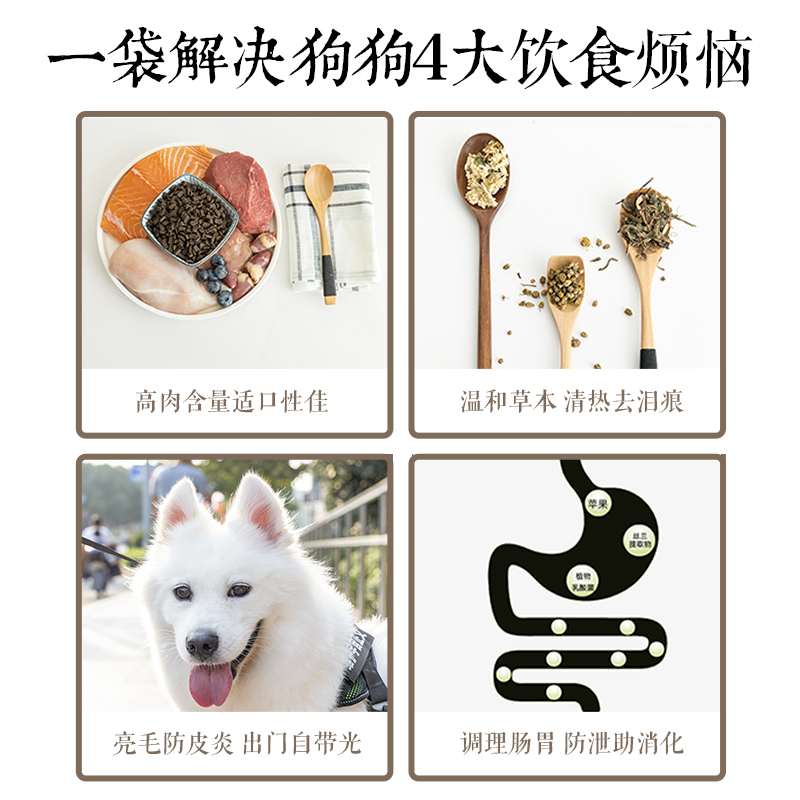 一袋解决狗狗4大饮食烦恼
高肉含量适口性佳
温和草本 清热去泪痕
苹果
提取物
植物
乳酸菌
亮毛防皮炎 出门自带光
调理肠胃 防泄助消化